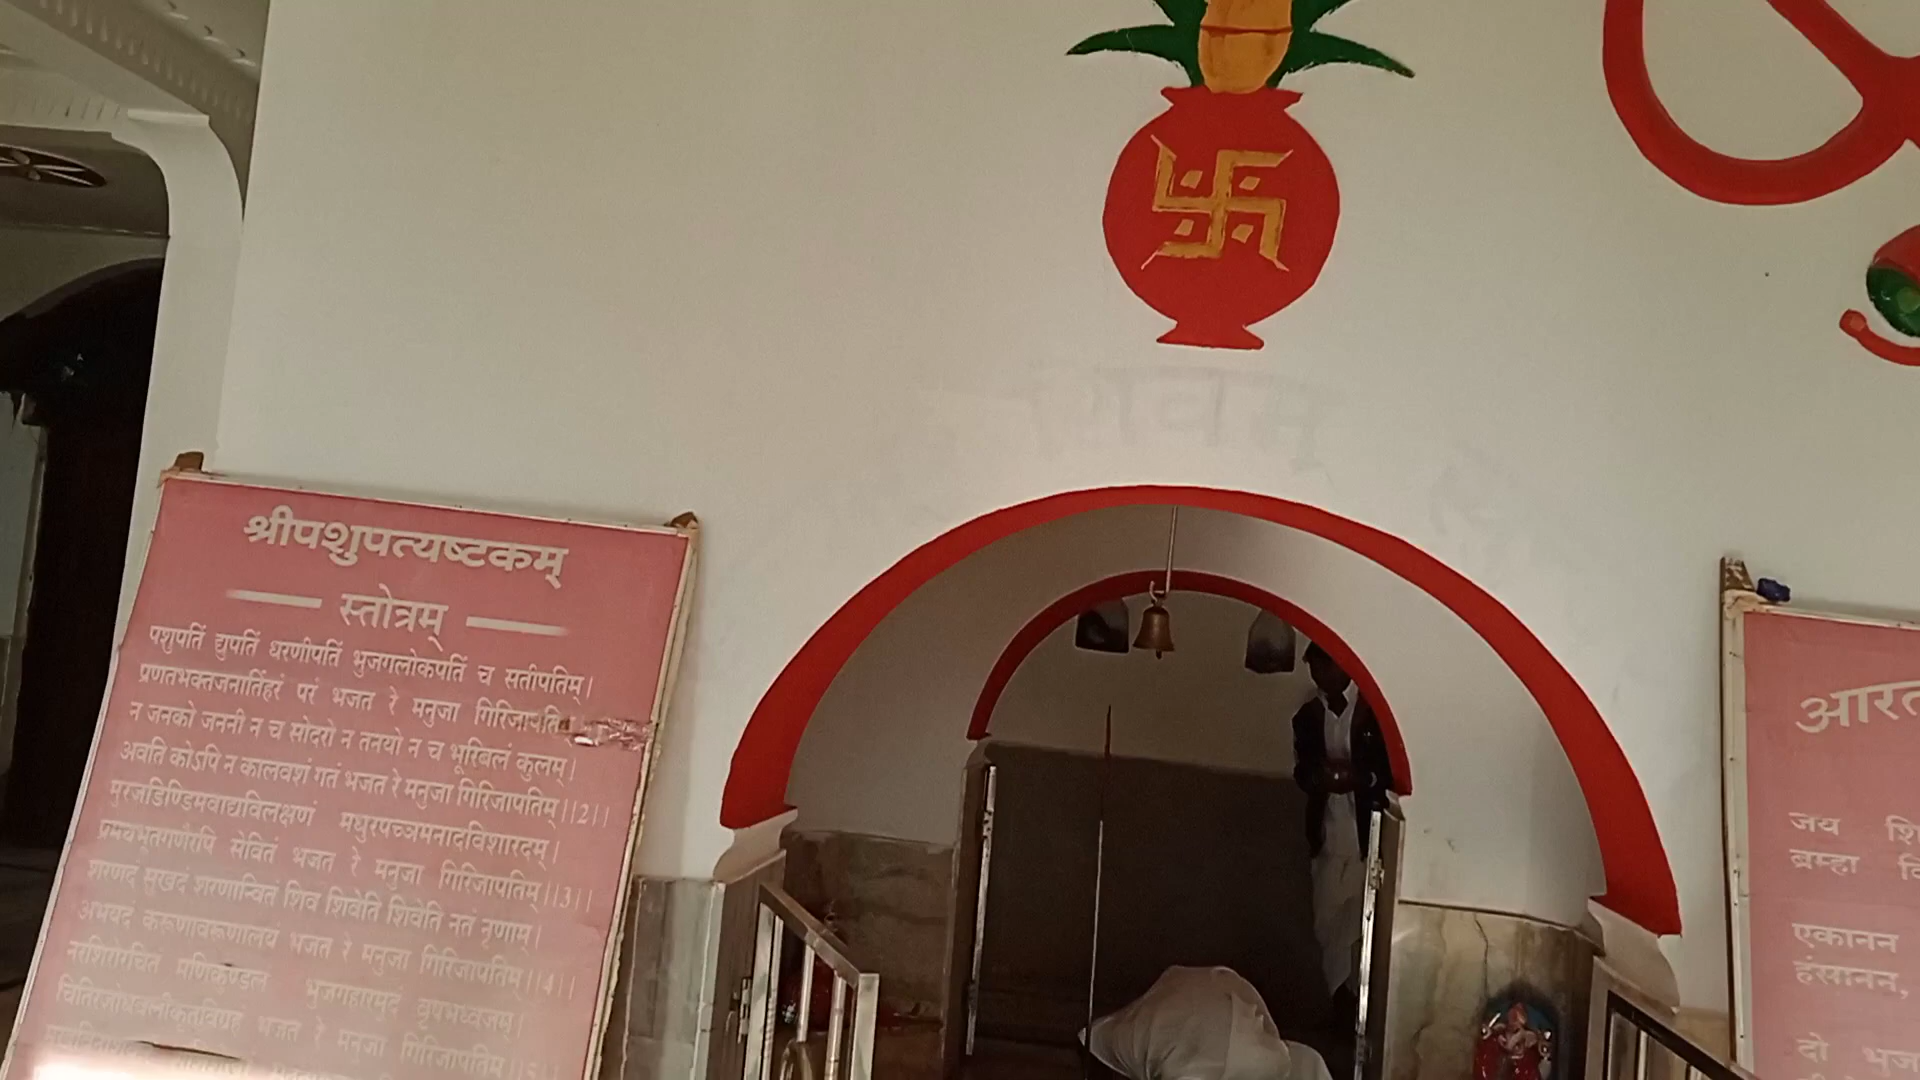 श्रीपशुपत्यष्टकम्
स्तोत्रम्
पशुपतिं द्युपतिं धरणीपतिं भुजगलोकपतिं च सतीपतिम्।
प्रणतभक्तजनार्तिहरं परं भजत रे मनुजा गिरिजापतिम्
न जनको जननी न च सोदरो न तनयो न च भूरिबलं कुलम्।
अवति कोऽपि न कालवशं गतं भजत रे मनुजा गिरिजापतिम्।।2।।
मुरजडिण्डिमवाद्यविलक्षणं मधुरपञ्चमनादविशारदम्।
प्रमथभूतगणैरपि सेवितं भजत रे मनुजा गिरिजापतिम्।।3।।
शरणदं सुखदं शरणान्वितं शिव शिवेति शिवेति नतं नृणाम्।
अभयदं करूणावरूणालयं भजत रे मनुजा गिरिजापतिम्।।4।।
नरशिरोरचितं मणिकुण्डलं भुजगहारमुदं वृषभध्वजम्।
चितिरजोधवलीकृतविग्रहं भजत रे मनुजा गिरिजापतिम्।।5।।
जय
ब्रम्हा
एकानन
हंसानन,
दो